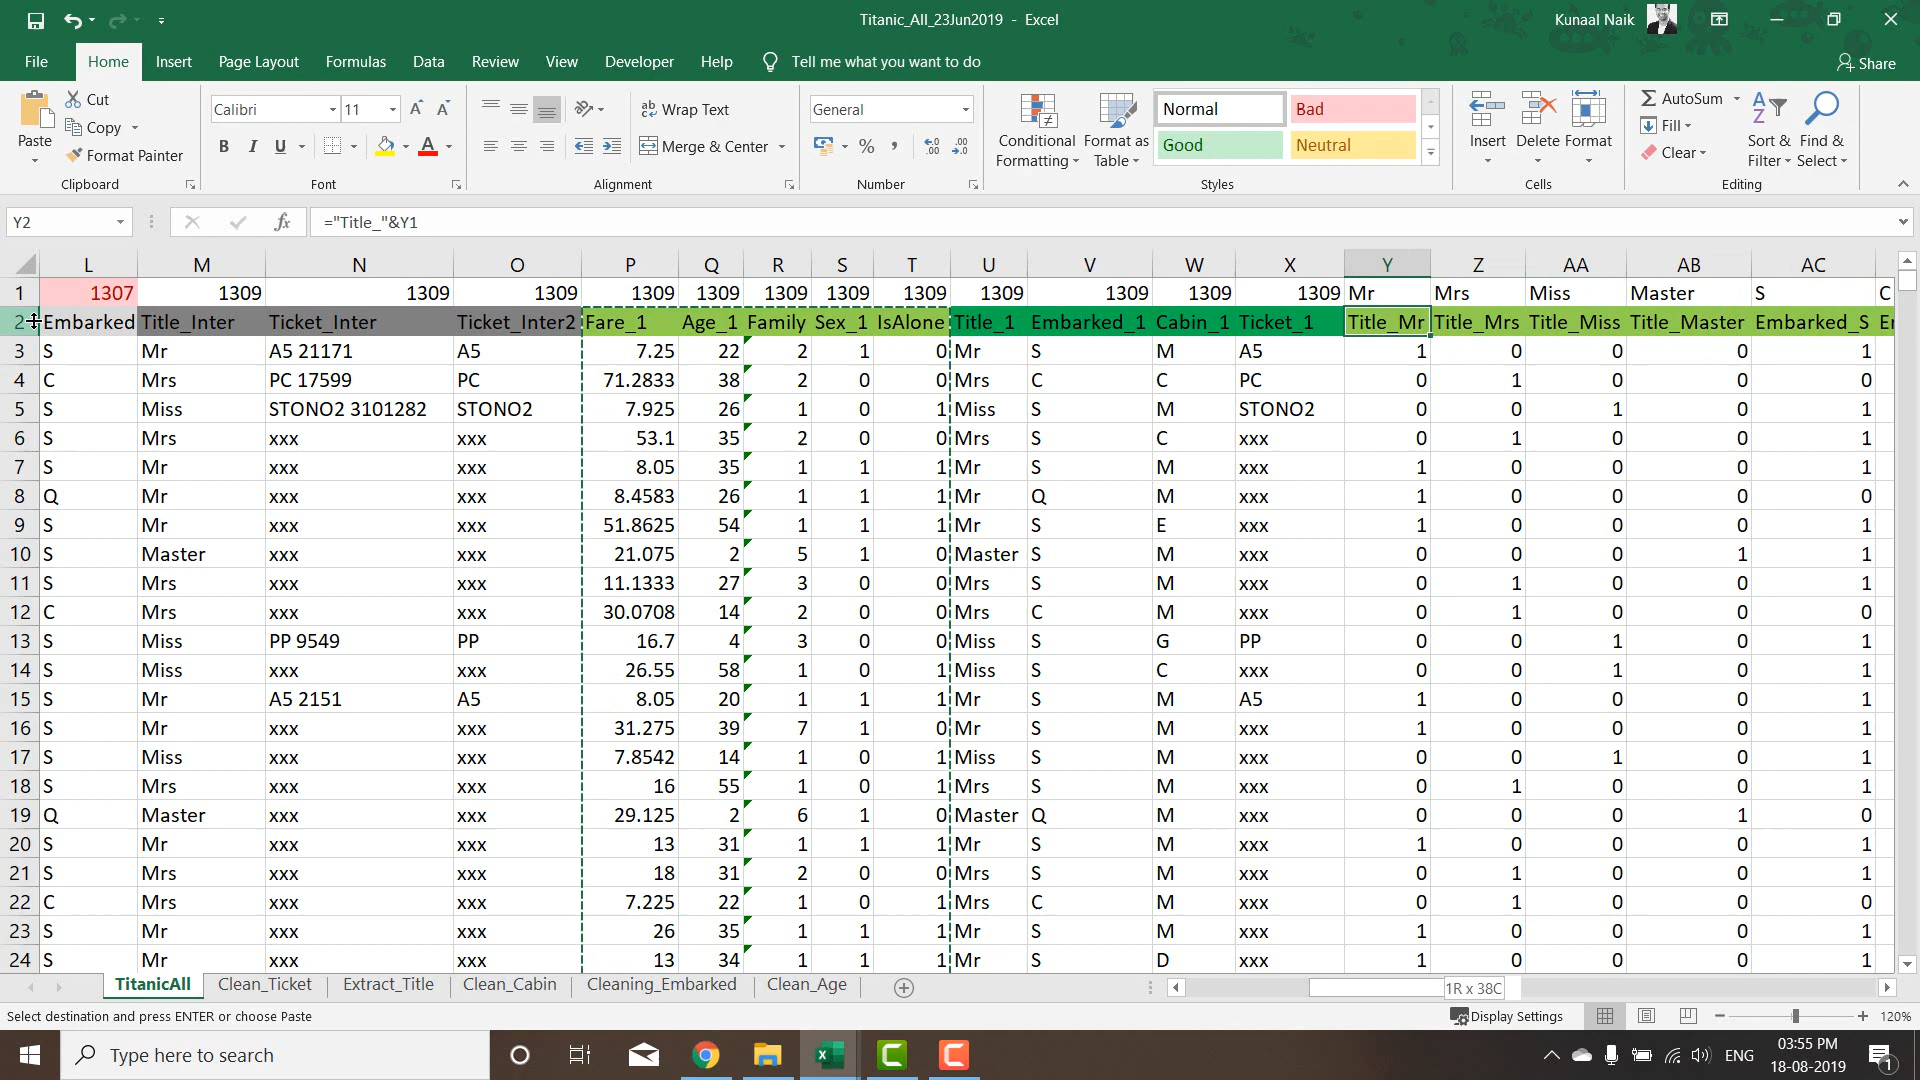 Titanic_All_23Jun2019 - Excel
Kunaal Naik
File Home Insert Page Layout Formulas Data Review View Developer Help Tell me what you want to do Share
Paste
Cut
Copy
Format Painter
Clipboard
Calibri 11
B I U
Font
Wrap Text
Merge & Center
Alignment
General
Number
Conditional Formatting
Format as Table
Normal Bad
Good Neutral
Styles
Insert Delete Format
Cells
AutoSum
Fill
Clear
Sort & Filter
Find & Select
Editing
Y2 fx ="Title_"&Y1
L M N O P Q R S T U V W X Y Z AA AB AC
1 1307 1309 1309 1309 1309 1309 1309 1309 1309 1309 1309 1309 1309 Mr Mrs Miss Master S C
2 Embarked Title_Inter Ticket_Inter Ticket_Inter2 Fare_1 Age_1 Family Sex_1 IsAlone Title_1 Embarked_1 Cabin_1 Ticket_1 Title_Mr Title_Mrs Title_Miss Title_Master Embarked_S
3 S Mr A5 21171 A5 7.25 22 2 1 0 Mr S M A5 1 0 0 0 1
4 C Mrs PC 17599 PC 71.2833 38 2 0 0 Mrs C C PC 0 1 0 0 0
5 S Miss STONO2 3101282 STONO2 7.925 26 1 0 1 Miss S M STONO2 0 0 1 0 1
6 S Mrs xxx xxx 53.1 35 2 0 0 Mrs S C xxx 0 1 0 0 1
7 S Mr xxx xxx 8.05 35 1 1 1 Mr S M xxx 1 0 0 0 1
8 Q Mr xxx xxx 8.4583 26 1 1 1 Mr Q M xxx 1 0 0 0 0
9 S Mr xxx xxx 51.8625 54 1 1 1 Mr S E xxx 1 0 0 0 1
10 S Master xxx xxx 21.075 2 5 1 0 Master S M xxx 0 0 0 1 1
11 S Mrs xxx xxx 11.1333 27 3 0 0 Mrs S M xxx 0 1 0 0 1
12 C Mrs xxx xxx 30.0708 14 2 0 0 Mrs C M xxx 0 1 0 0 0
13 S Miss PP 9549 PP 16.7 4 3 0 0 Miss S G PP 0 0 1 0 1
14 S Miss xxx xxx 26.55 58 1 0 1 Miss S C xxx 0 0 1 0 1
15 S Mr A5 2151 A5 8.05 20 1 1 1 Mr S M A5 1 0 0 0 1
16 S Mr xxx xxx 31.275 39 7 1 0 Mr S M xxx 1 0 0 0 1
17 S Miss xxx xxx 7.8542 14 1 0 1 Miss S M xxx 0 0 1 0 1
18 S Mrs xxx xxx 16 55 1 0 1 Mrs S M xxx 0 1 0 0 1
19 Q Master xxx xxx 29.125 2 6 1 0 Master Q M xxx 0 0 0 1 0
20 S Mr xxx xxx 13 31 1 1 1 Mr S M xxx 1 0 0 0 1
21 S Mrs xxx xxx 18 31 2 0 0 Mrs S M xxx 0 1 0 0 1
22 C Mrs xxx xxx 7.225 22 1 0 1 Mrs C M xxx 0 1 0 0 0
23 S Mr xxx xxx 26 35 1 1 1 Mr S M xxx 1 0 0 0 1
24 S Mr xxx xxx 13 34 1 1 1 Mr S D xxx 1 0 0 0 1
TitanicAll Clean_Ticket Extract_Title Clean_Cabin Cleaning_Embarked Clean_Age 1R x 38C
Select destination and press ENTER or choose Paste Display Settings 120%
Type here to search
ENG
03:55 PM
18-08-2019
1